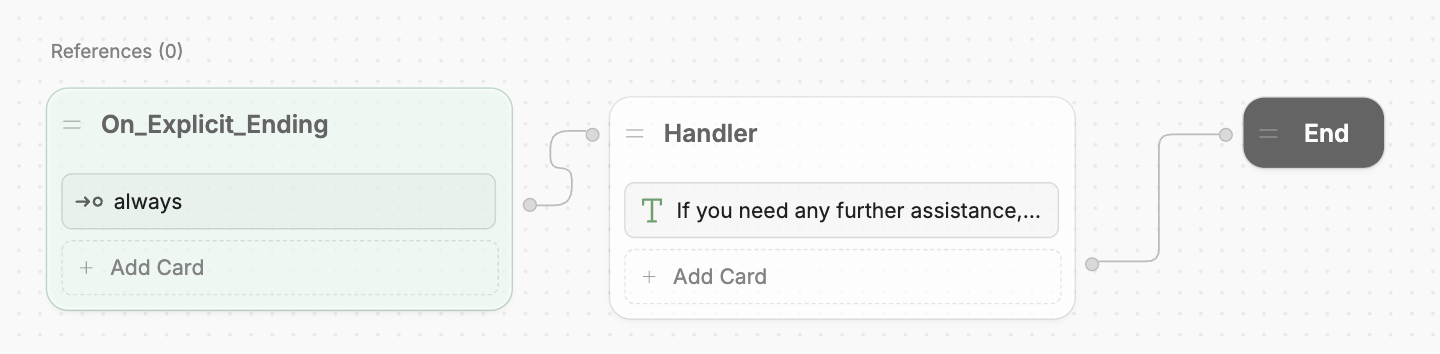 References (0)
On_Explicit_Ending
always
+ Add Card
Handler
If you need any further assistance,...
+ Add Card
End